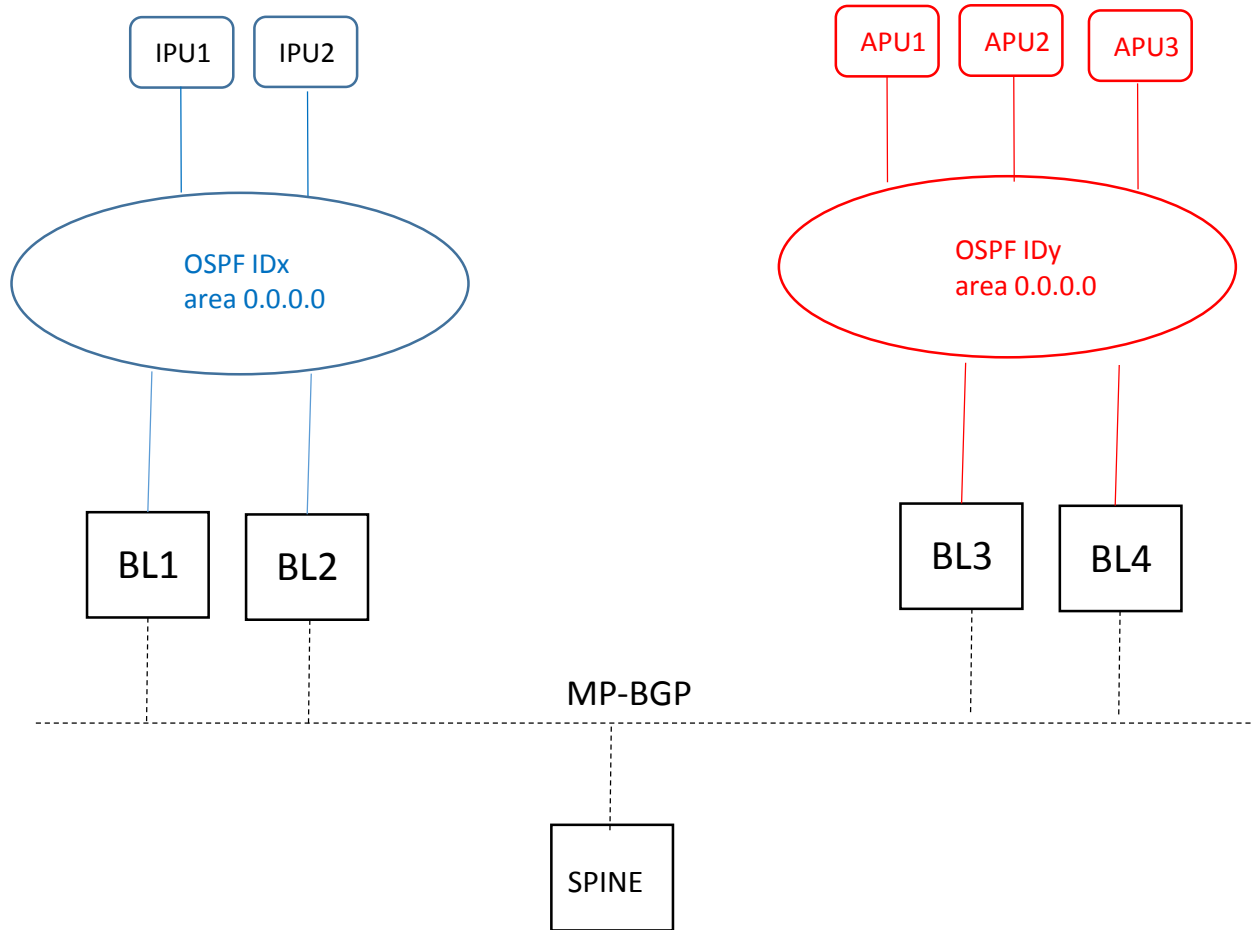 IPU1
IPU2
APU1
APU2
APU3
OSPF IDx
area 0.0.0.0
OSPF IDy
area 0.0.0.0
BL1
BL2
BL3
BL4
MP-BGP
SPINE